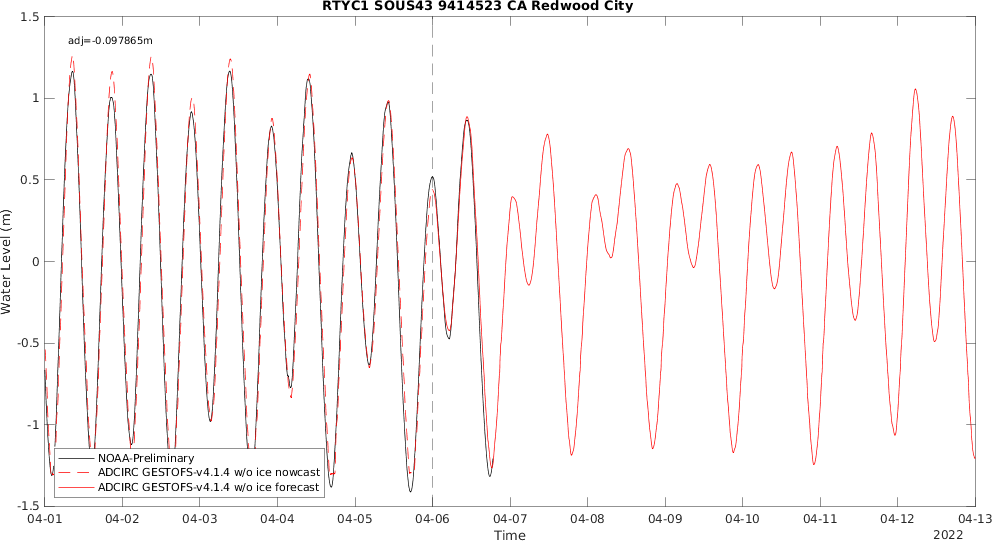 RTYC1 SOUS43 9414523 CA Redwood City
adj=-0.097865m
Water Level (m)
1.5
1
0.5
0
-0.5
-1
-1.5
NOAA-Preliminary
ADCIRC GESTOFS-v4.1.4 w/o ice nowcast
ADCIRC GESTOFS-v4.1.4 w/o ice forecast
04-01 04-02 04-03 04-04 04-05 04-06 04-07 04-08 04-09 04-10 04-11 04-12 04-13
Time
2022